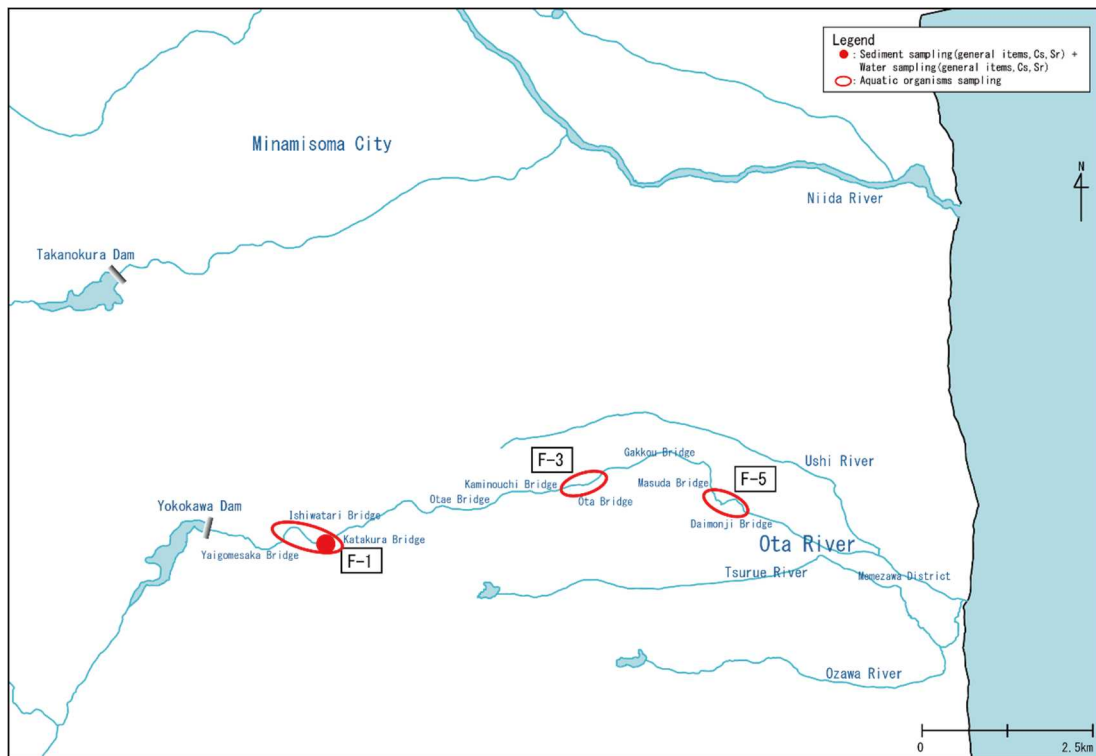 Legend
: Sediment sampling(general items,Cs,Sr) +
Water sampling(general items,Cs,Sr)
: Aquatic organisms sampling
Minamisoma City
N
Niida River
Takanokura Dam
F-3
Gakkou Bridge
Ushi River
Kaminouchi Bridge
Masuda Bridge
F-5
Otae Bridge
Ota Bridge
Yokokawa Dam
Ishiwatari Bridge
Daimonji Bridge
Katakura Bridge
Ota River
Yaigomesaka Bridge
F-1
Tsurue River
Memezawa District
Ozawa River
0
2.5km